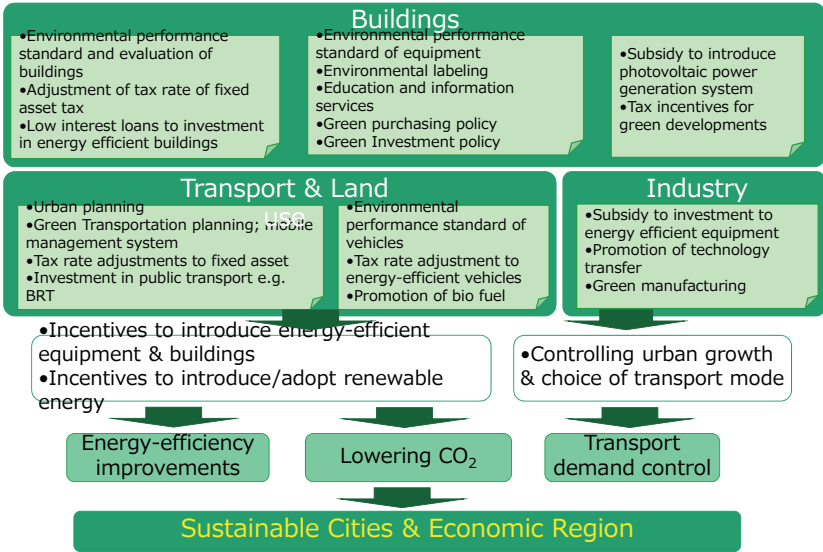 Buildings
•Environmental performance
standard and evaluation of
buildings
•Adjustment of tax rate of fixed
asset tax
•Low interest loans to investment
in energy efficient buildings
•Environmental performance
standard of equipment
•Environmental labeling
•Education and information
services
•Green purchasing policy
•Green Investment policy
•Subsidy to introduce
photovoltaic power
generation system
•Tax incentives for
green developments
Transport & Land
use
•Urban planning
•Green Transportation planning; mobile
management system
•Tax rate adjustments to fixed asset
•Investment in public transport e.g.
BRT
•Environmental
performance standard of
vehicles
•Tax rate adjustment to
energy-efficient vehicles
•Promotion of bio fuel
Industry
•Subsidy to investment to
energy efficient equipment
•Promotion of technology
transfer
•Green manufacturing
•Incentives to introduce energy-efficient
equipment & buildings
•Incentives to introduce/adopt renewable
energy
•Controlling urban growth
& choice of transport mode
Energy-efficiency
improvements
Lowering CO₂
Transport
demand control
Sustainable Cities & Economic Region